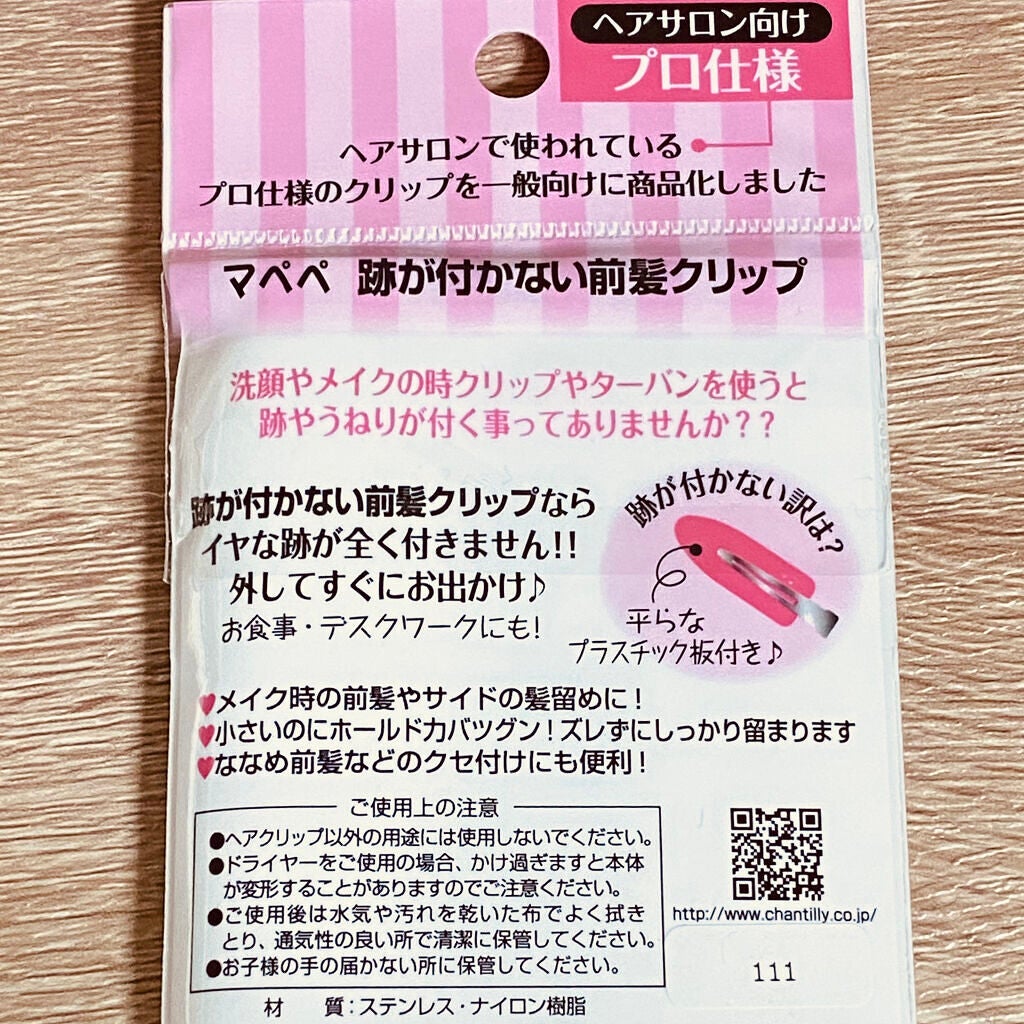 ヘアサロン向け
プロ仕様
ヘアサロンで使われている
プロ仕様のクリップを一般向けに商品化しました
マペペ 跡が付かない前髪クリップ
洗顔やメイクの時クリップやターバンを使うと
跡やうねりが付く事ってありませんか??
跡が付かない前髪クリップなら
イヤな跡が全く付きません!!
外してすぐにお出かけ♪
お食事・デスクワークにも!
跡が付かない訳は?
平らな
プラスチック板付き♪
♥メイク時の前髪やサイドの髪留めに!
♥小さいのにホールド力バツグン!ズレずにしっかり留まります
♥ななめ前髪などのクセ付けにも便利!
ご使用上の注意
●ヘアクリップ以外の用途には使用しないでください。
●ドライヤーをご使用の場合、かけ過ぎますと本体
が変形することがありますのでご注意ください。
●ご使用後は水気や汚れを乾いた布でよく拭き
とり、通気性の良い所で清潔に保管してください。
●お子様の手の届かない所に保管してください。
材 質:ステンレス・ナイロン樹脂
http://www.chantilly.co.jp/
111